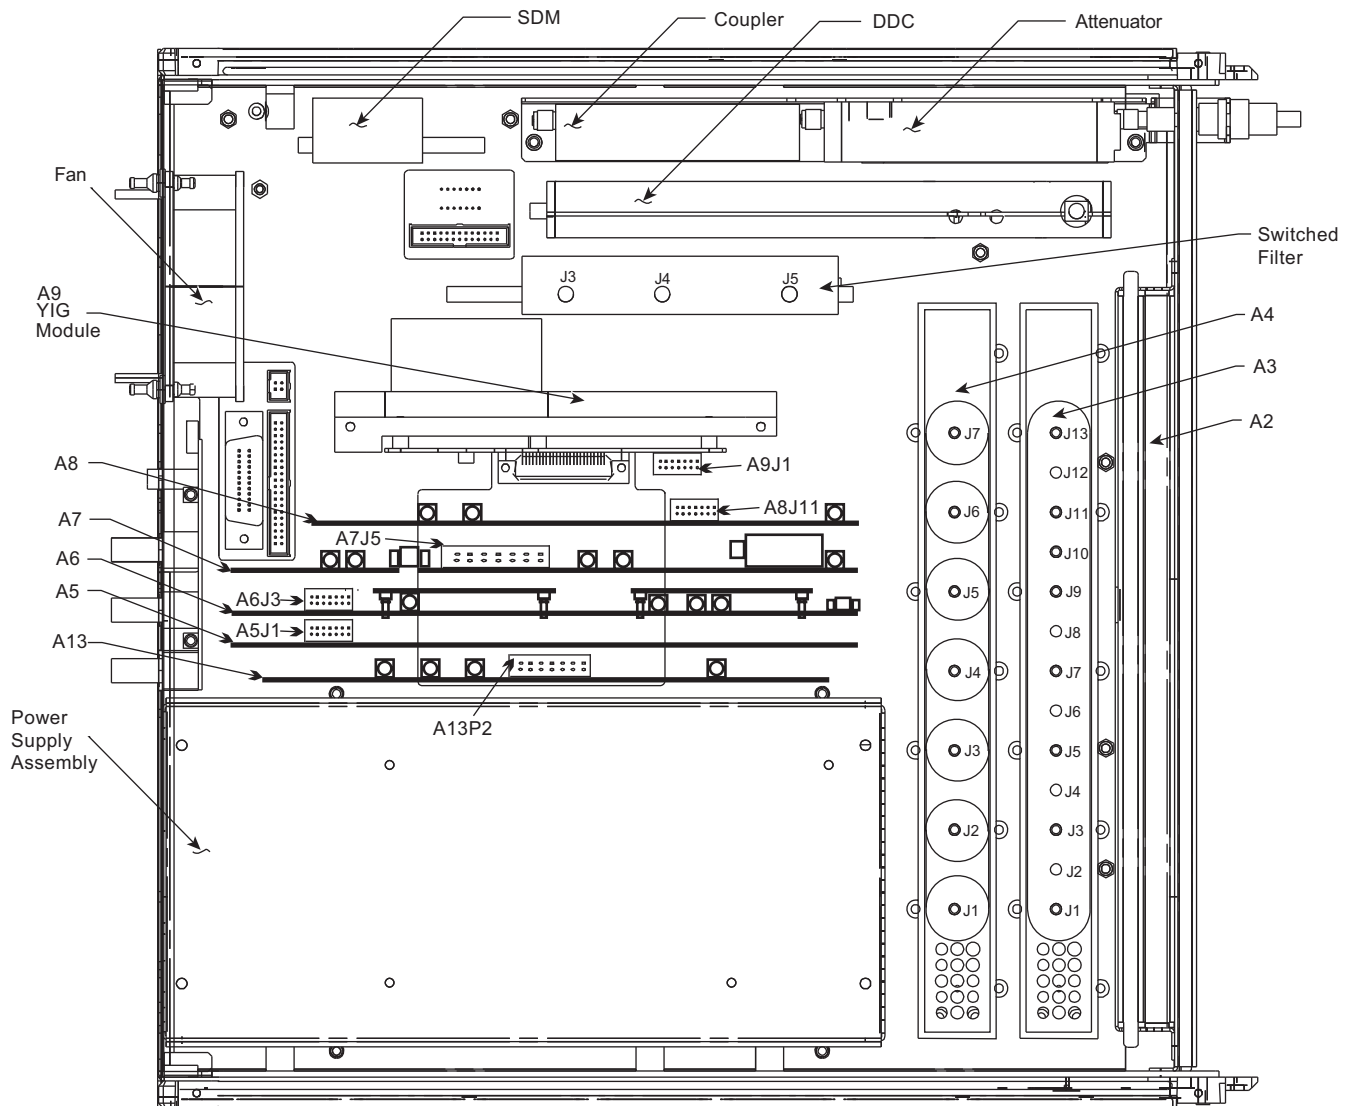 SDM
Coupler
DDC
Attenuator
Fan
Switched
Filter
A9
YIG
Module
J3
J4
J5
A4
A3
A2
J7
J13
J12
A8
A9J1
A8J11
J6
J11
A7
A7J5
J10
A6
A5
A6J3
J5
J9
A5J1
J8
A13
J4
J7
J6
A13P2
Power
Supply
Assembly
J3
J5
J4
J2
J3
J2
J1
J1